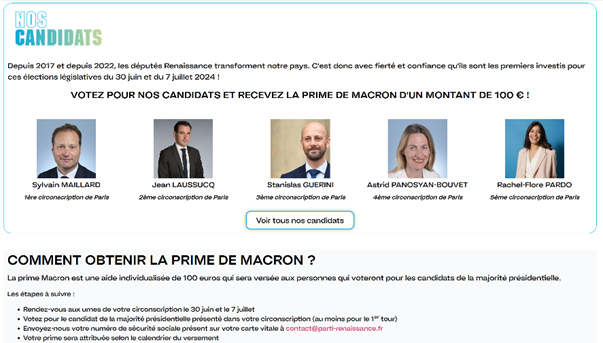 NOS
CANDIDATS
Depuis 2017 et depuis 2022, les députés Renaissance transforment notre pays. C'est donc avec fierté et confiance qu'ils sont les premiers investis pour
ces élections législatives du 30 juin et du 7 juillet 2024 !
VOTEZ POUR NOS CANDIDATS ET RECEVEZ LA PRIME DE MACRON D'UN MONTANT DE 100 € !
Sylvain MAILLARD Jean LAUSSUCQ Stanislas GUERINI Astrid PANOSYAN-BOUVET Rachel-Flore PARDO
1ère circonscription de Paris 2ème circonscription de Paris 3ème circonscription de Paris 4ème circonscription de Paris 5ème circonscription de Paris
Voir tous nos candidats
COMMENT OBTENIR LA PRIME DE MACRON ?
La prime Macron est une aide individualisée de 100 euros qui sera versée aux personnes qui voteront pour les candidats de la majorité présidentielle.
Les étapes à suivre :
• Rendez-vous aux urnes de votre circonscription le 30 juin et le 7 juillet
• Votez pour le candidat de la majorité présidentielle présenté dans votre circonscription (au moins pour le 1er tour)
• Envoyez-nous votre numéro de sécurité sociale présent sur votre carte vitale à contact@parti-renaissance.fr
• Votre prime sera attribuée selon le calendrier du versement